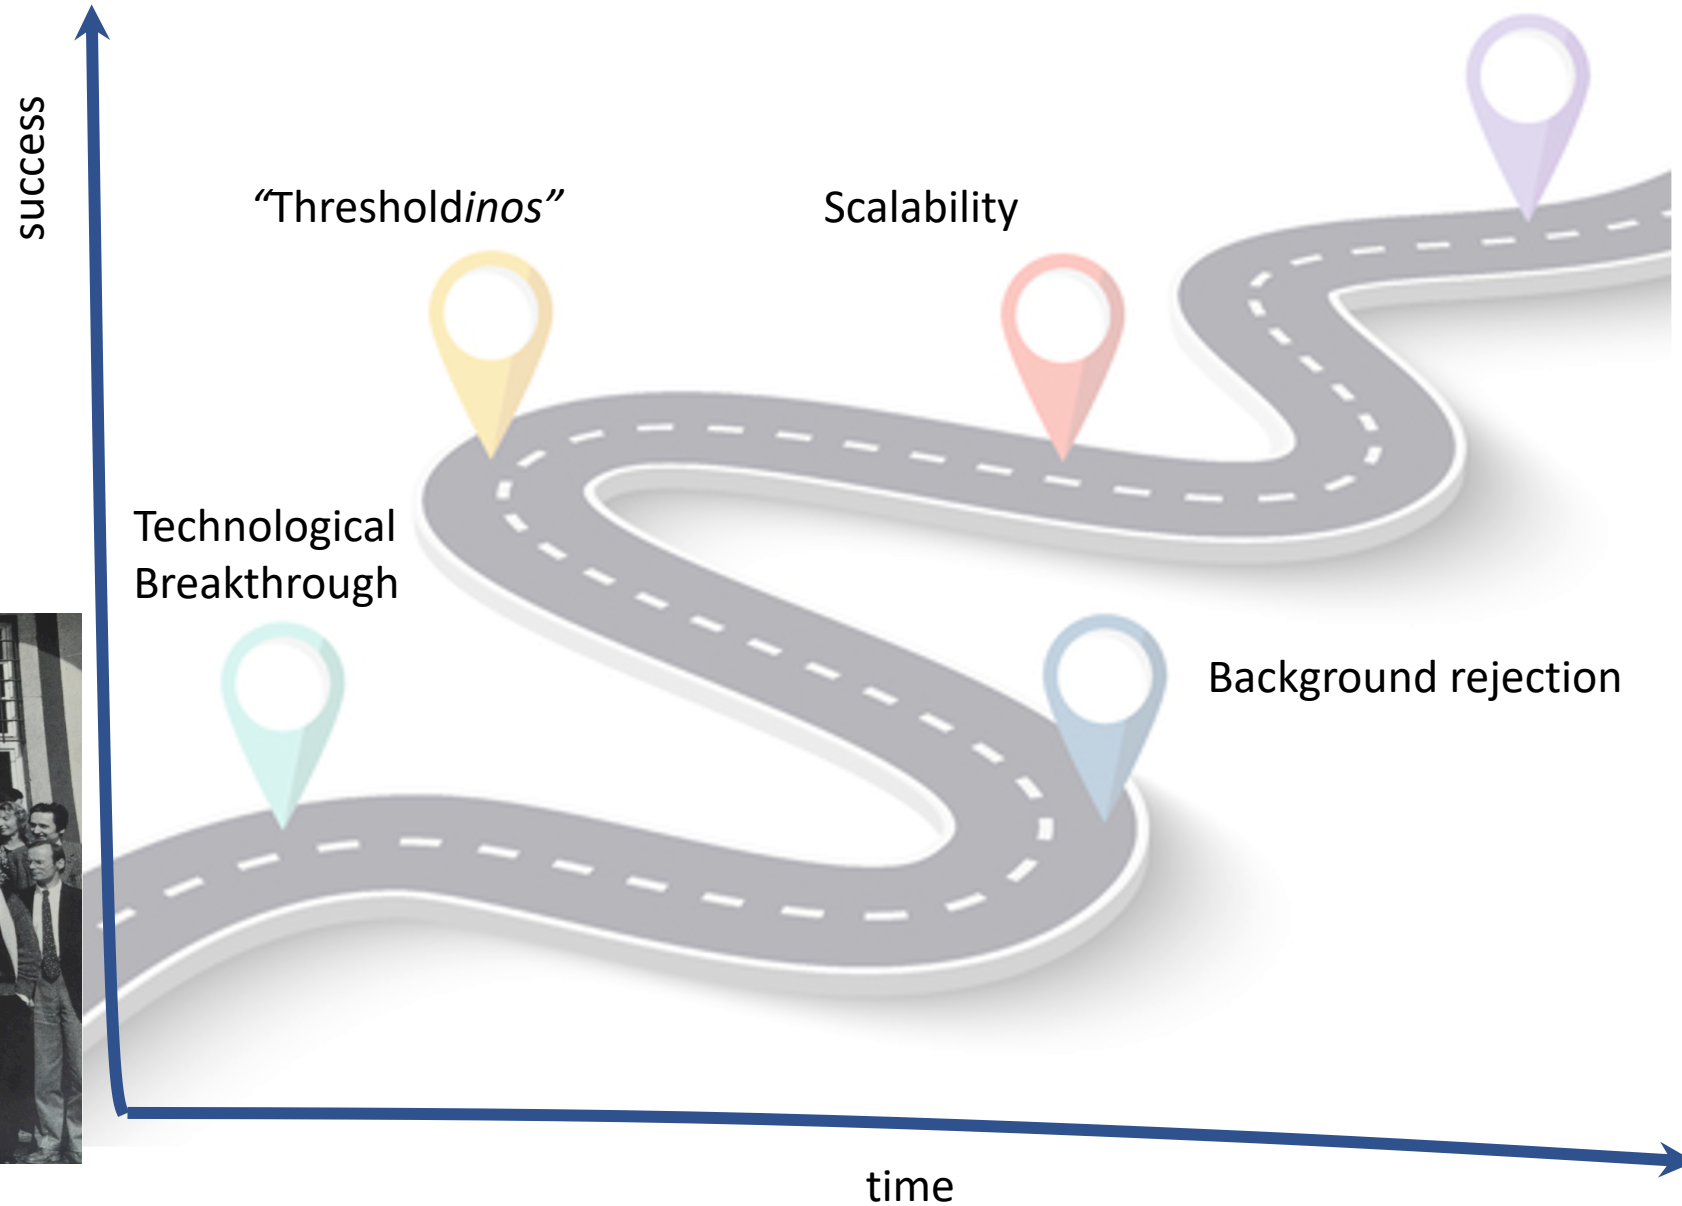 success
“Thresholdinos”
Scalability
Technological
Breakthrough
Background rejection
time